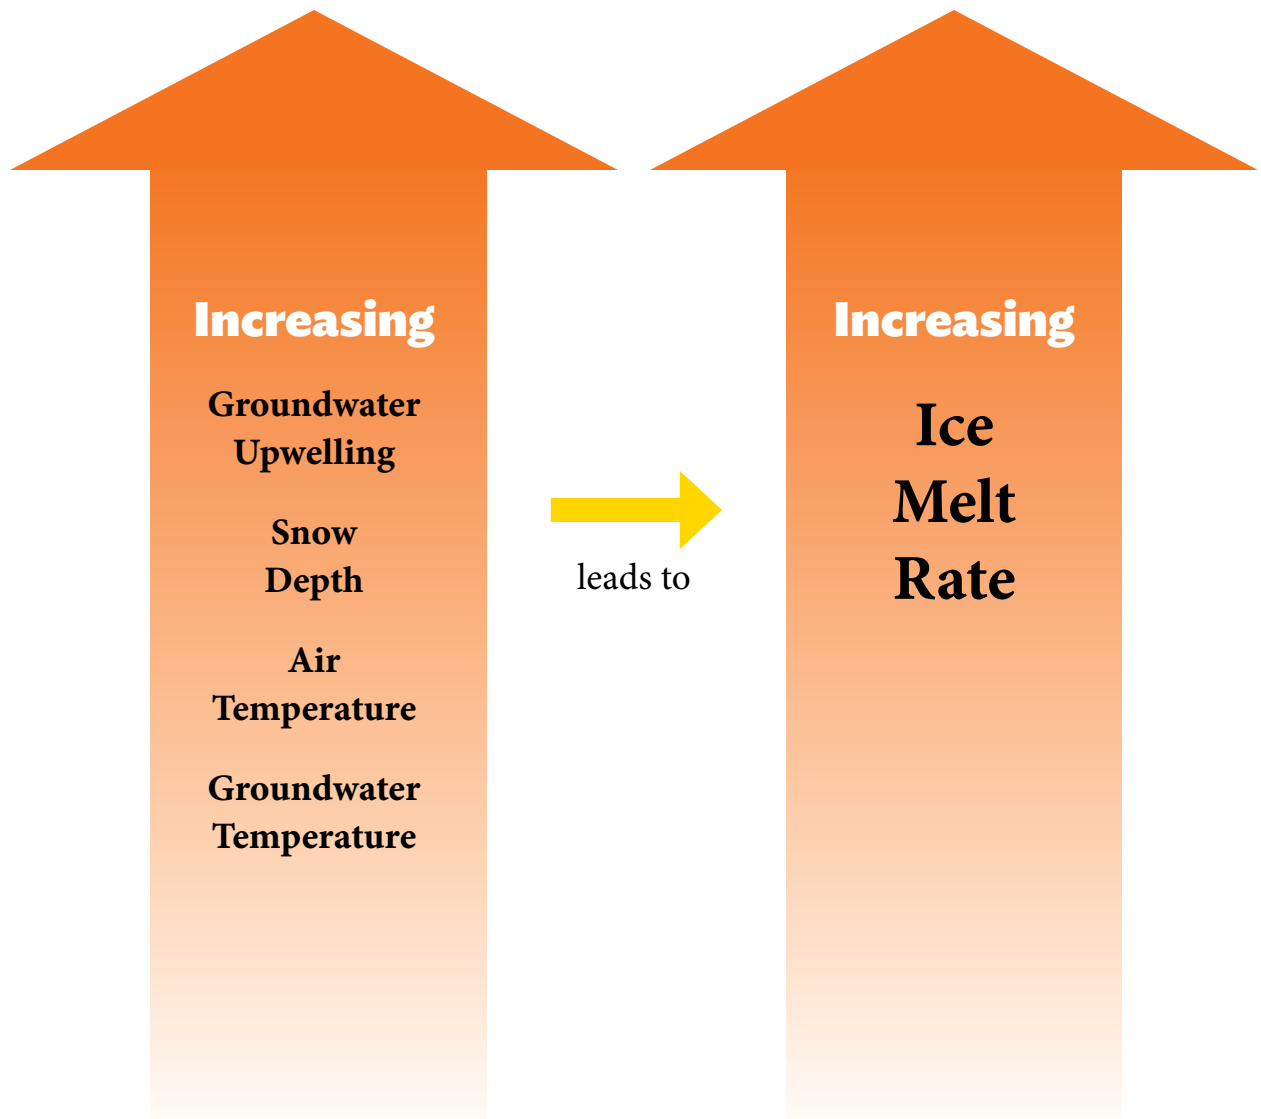 Increasing
Groundwater
Upwelling
Snow
Depth
Air
Temperature
Groundwater
Temperature
leads to
Increasing
Ice
Melt
Rate